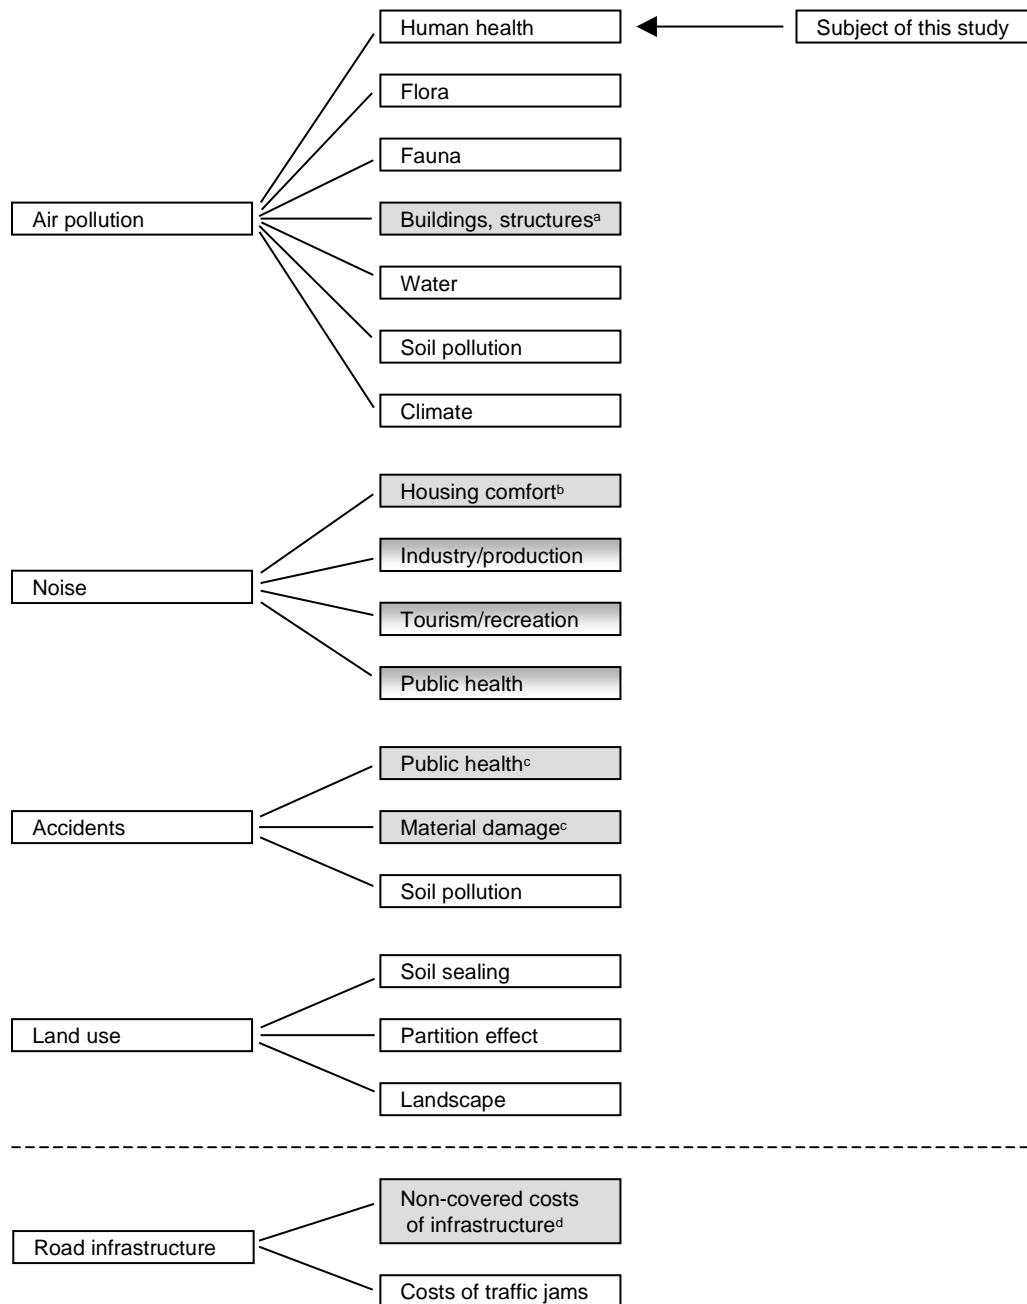 Human health
Subject of this study
Flora
Fauna
Air pollution
Buildings, structuresᵃ
Water
Soil pollution
Climate
Housing comfortᵇ
Industry/production
Noise
Tourism/recreation
Public health
Public healthᶜ
Accidents
Material damageᶜ
Soil pollution
Soil sealing
Land use
Partition effect
Landscape
Non-covered costs
of infrastructureᵈ
Road infrastructure
Costs of traffic jams